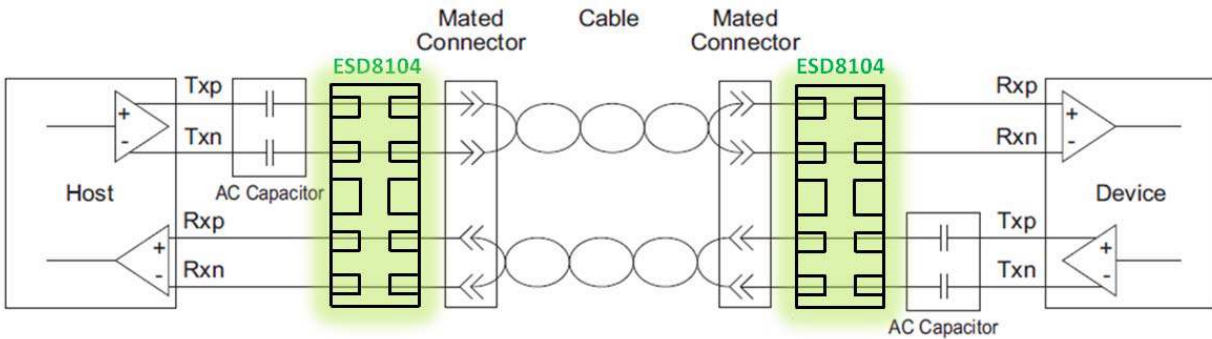 Mated
Connector
Cable
Mated
Connector
ESD8104
ESD8104
Txp
Rxp
+
-
+
-
Txn
Rxn
Host
AC Capacitor
Device
Rxp
Txp
+
-
+
-
Rxn
Txn
AC Capacitor